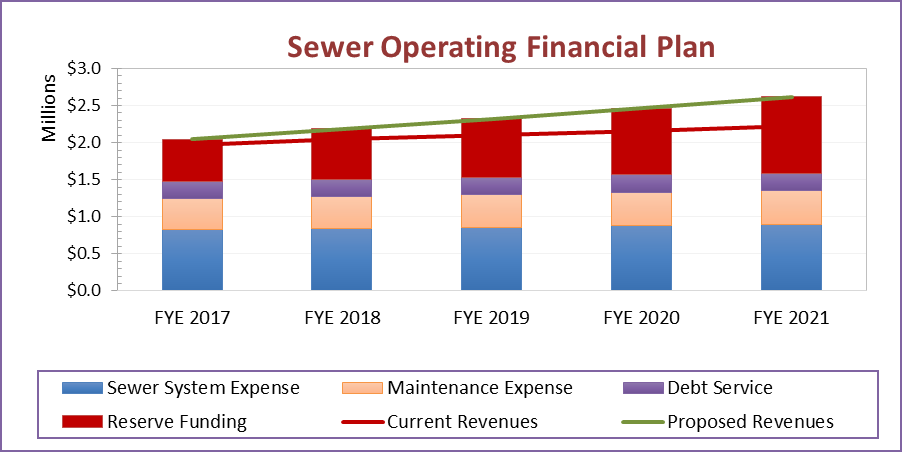 Sewer Operating Financial Plan
Millions
$3.0
$2.5
$2.0
$1.5
$1.0
$0.5
$0.0
FYE 2017 FYE 2018 FYE 2019 FYE 2020 FYE 2021
Sewer System Expense Maintenance Expense Debt Service
Reserve Funding Current Revenues Proposed Revenues